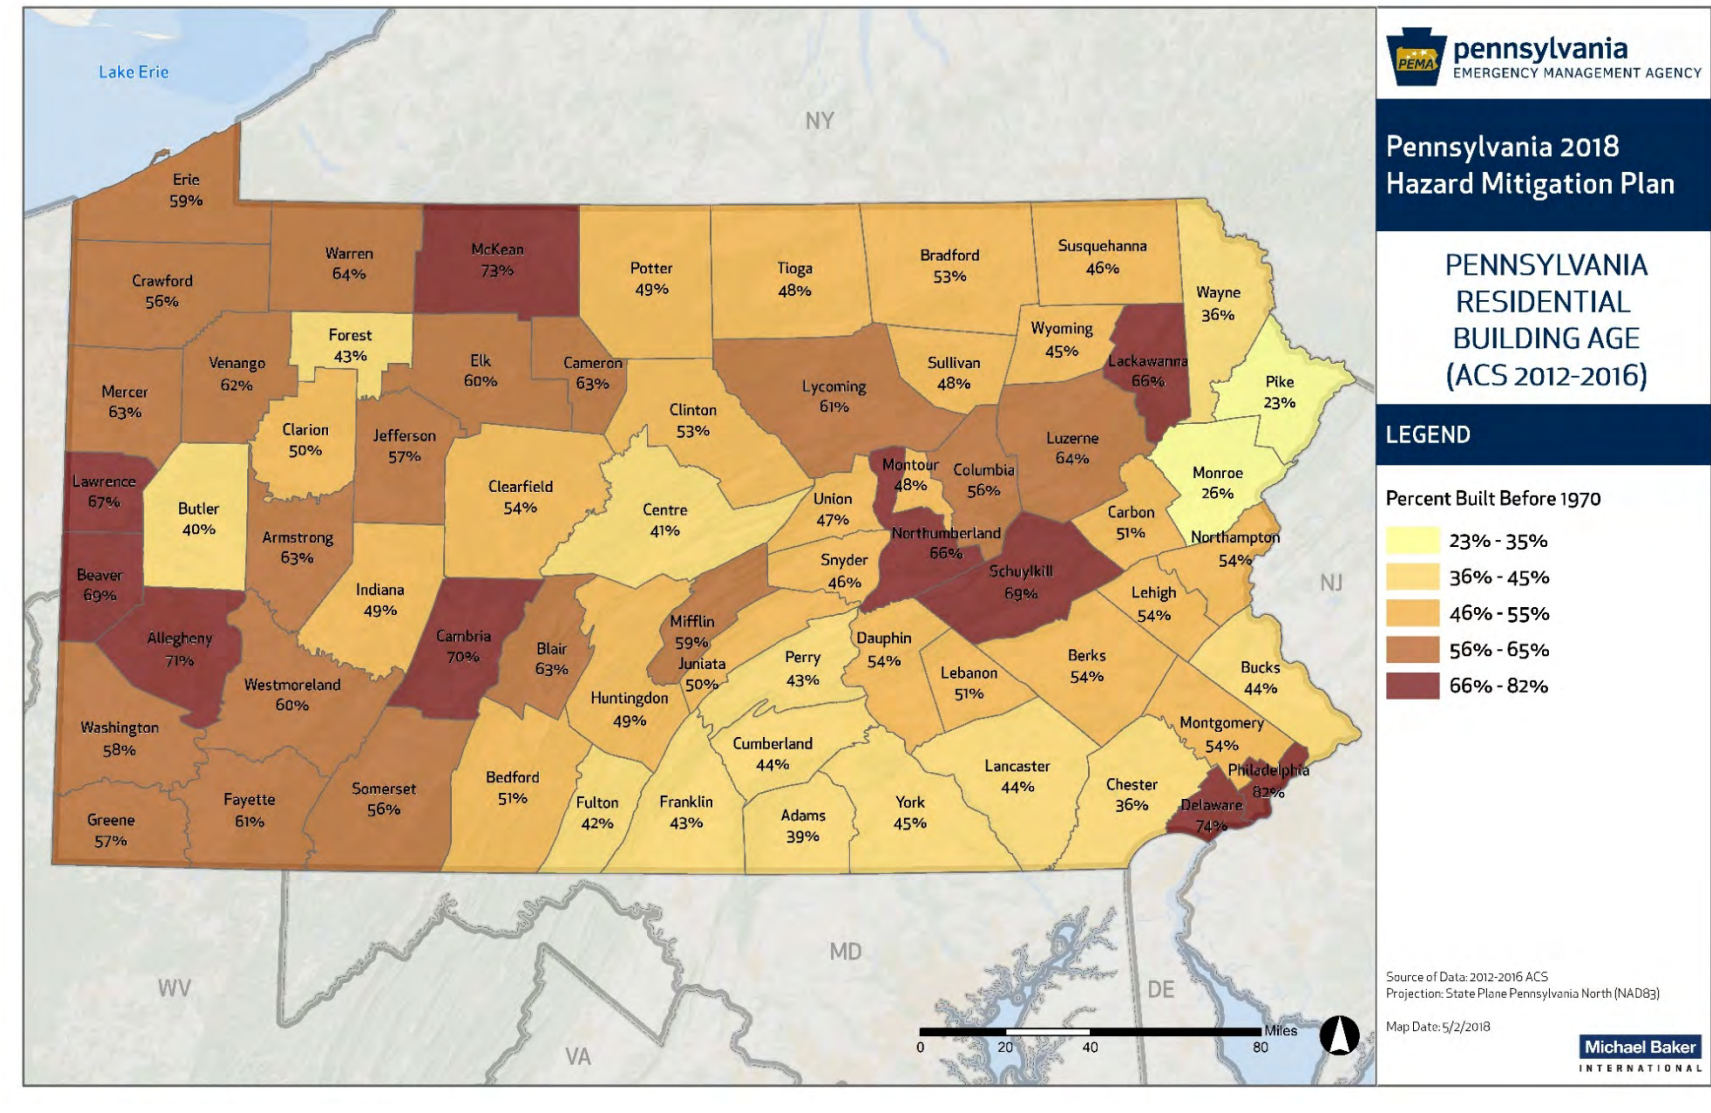 Lake Erie
NY
Erie
59%
Warren
64%
McKean
73%
Potter
49%
Tioga
48%
Bradford
53%
Susquehanna
46%
Wayne
36%
Crawford
56%
Forest
43%
Venango
62%
Elk
60%
Cameron
63%
Mercer
63%
Clarion
50%
Jefferson
57%
Clinton
53%
Lycoming
61%
Sullivan
48%
Wyoming
45%
Lackawanna
66%
Pike
23%
Luzerne
64%
Monroe
26%
Lawrence
67%
Butler
40%
Clearfield
54%
Centre
41%
Union
47%
Montour
48%
Columbia
56%
Carbon
51%
Northampton
54%
Armstrong
63%
Northumberland
66%
Schuylkill
69%
Snyder
46%
Beaver
69%
Indiana
49%
Lehigh
54%
NJ
Allegheny
71%
Cambria
70%
Blair
63%
Mifflin
59%
Juniata
50%
Perry
43%
Dauphin
54%
Lebanon
51%
Berks
54%
Bucks
44%
Westmoreland
60%
Huntingdon
49%
Washington
58%
Montgomery
54%
Cumberland
44%
Lancaster
44%
Chester
36%
Philadelphia
82%
Delaware
74%
Greene
57%
Fayette
61%
Somerset
56%
Bedford
51%
Fulton
42%
Franklin
43%
Adams
39%
York
45%
WV
VA
MD
DE
0 20 40 80 Miles
PEMA
pennsylvania
EMERGENCY MANAGEMENT AGENCY
Pennsylvania 2018
Hazard Mitigation Plan
PENNSYLVANIA
RESIDENTIAL
BUILDING AGE
(ACS 2012-2016)
LEGEND
Percent Built Before 1970
23% - 35%
36% - 45%
46% - 55%
56% - 65%
66% - 82%
Source of Data: 2012-2016 ACS
Projection: State Plane Pennsylvania North (NAD83)
Map Date: 5/2/2018
Michael Baker
INTERNATIONAL